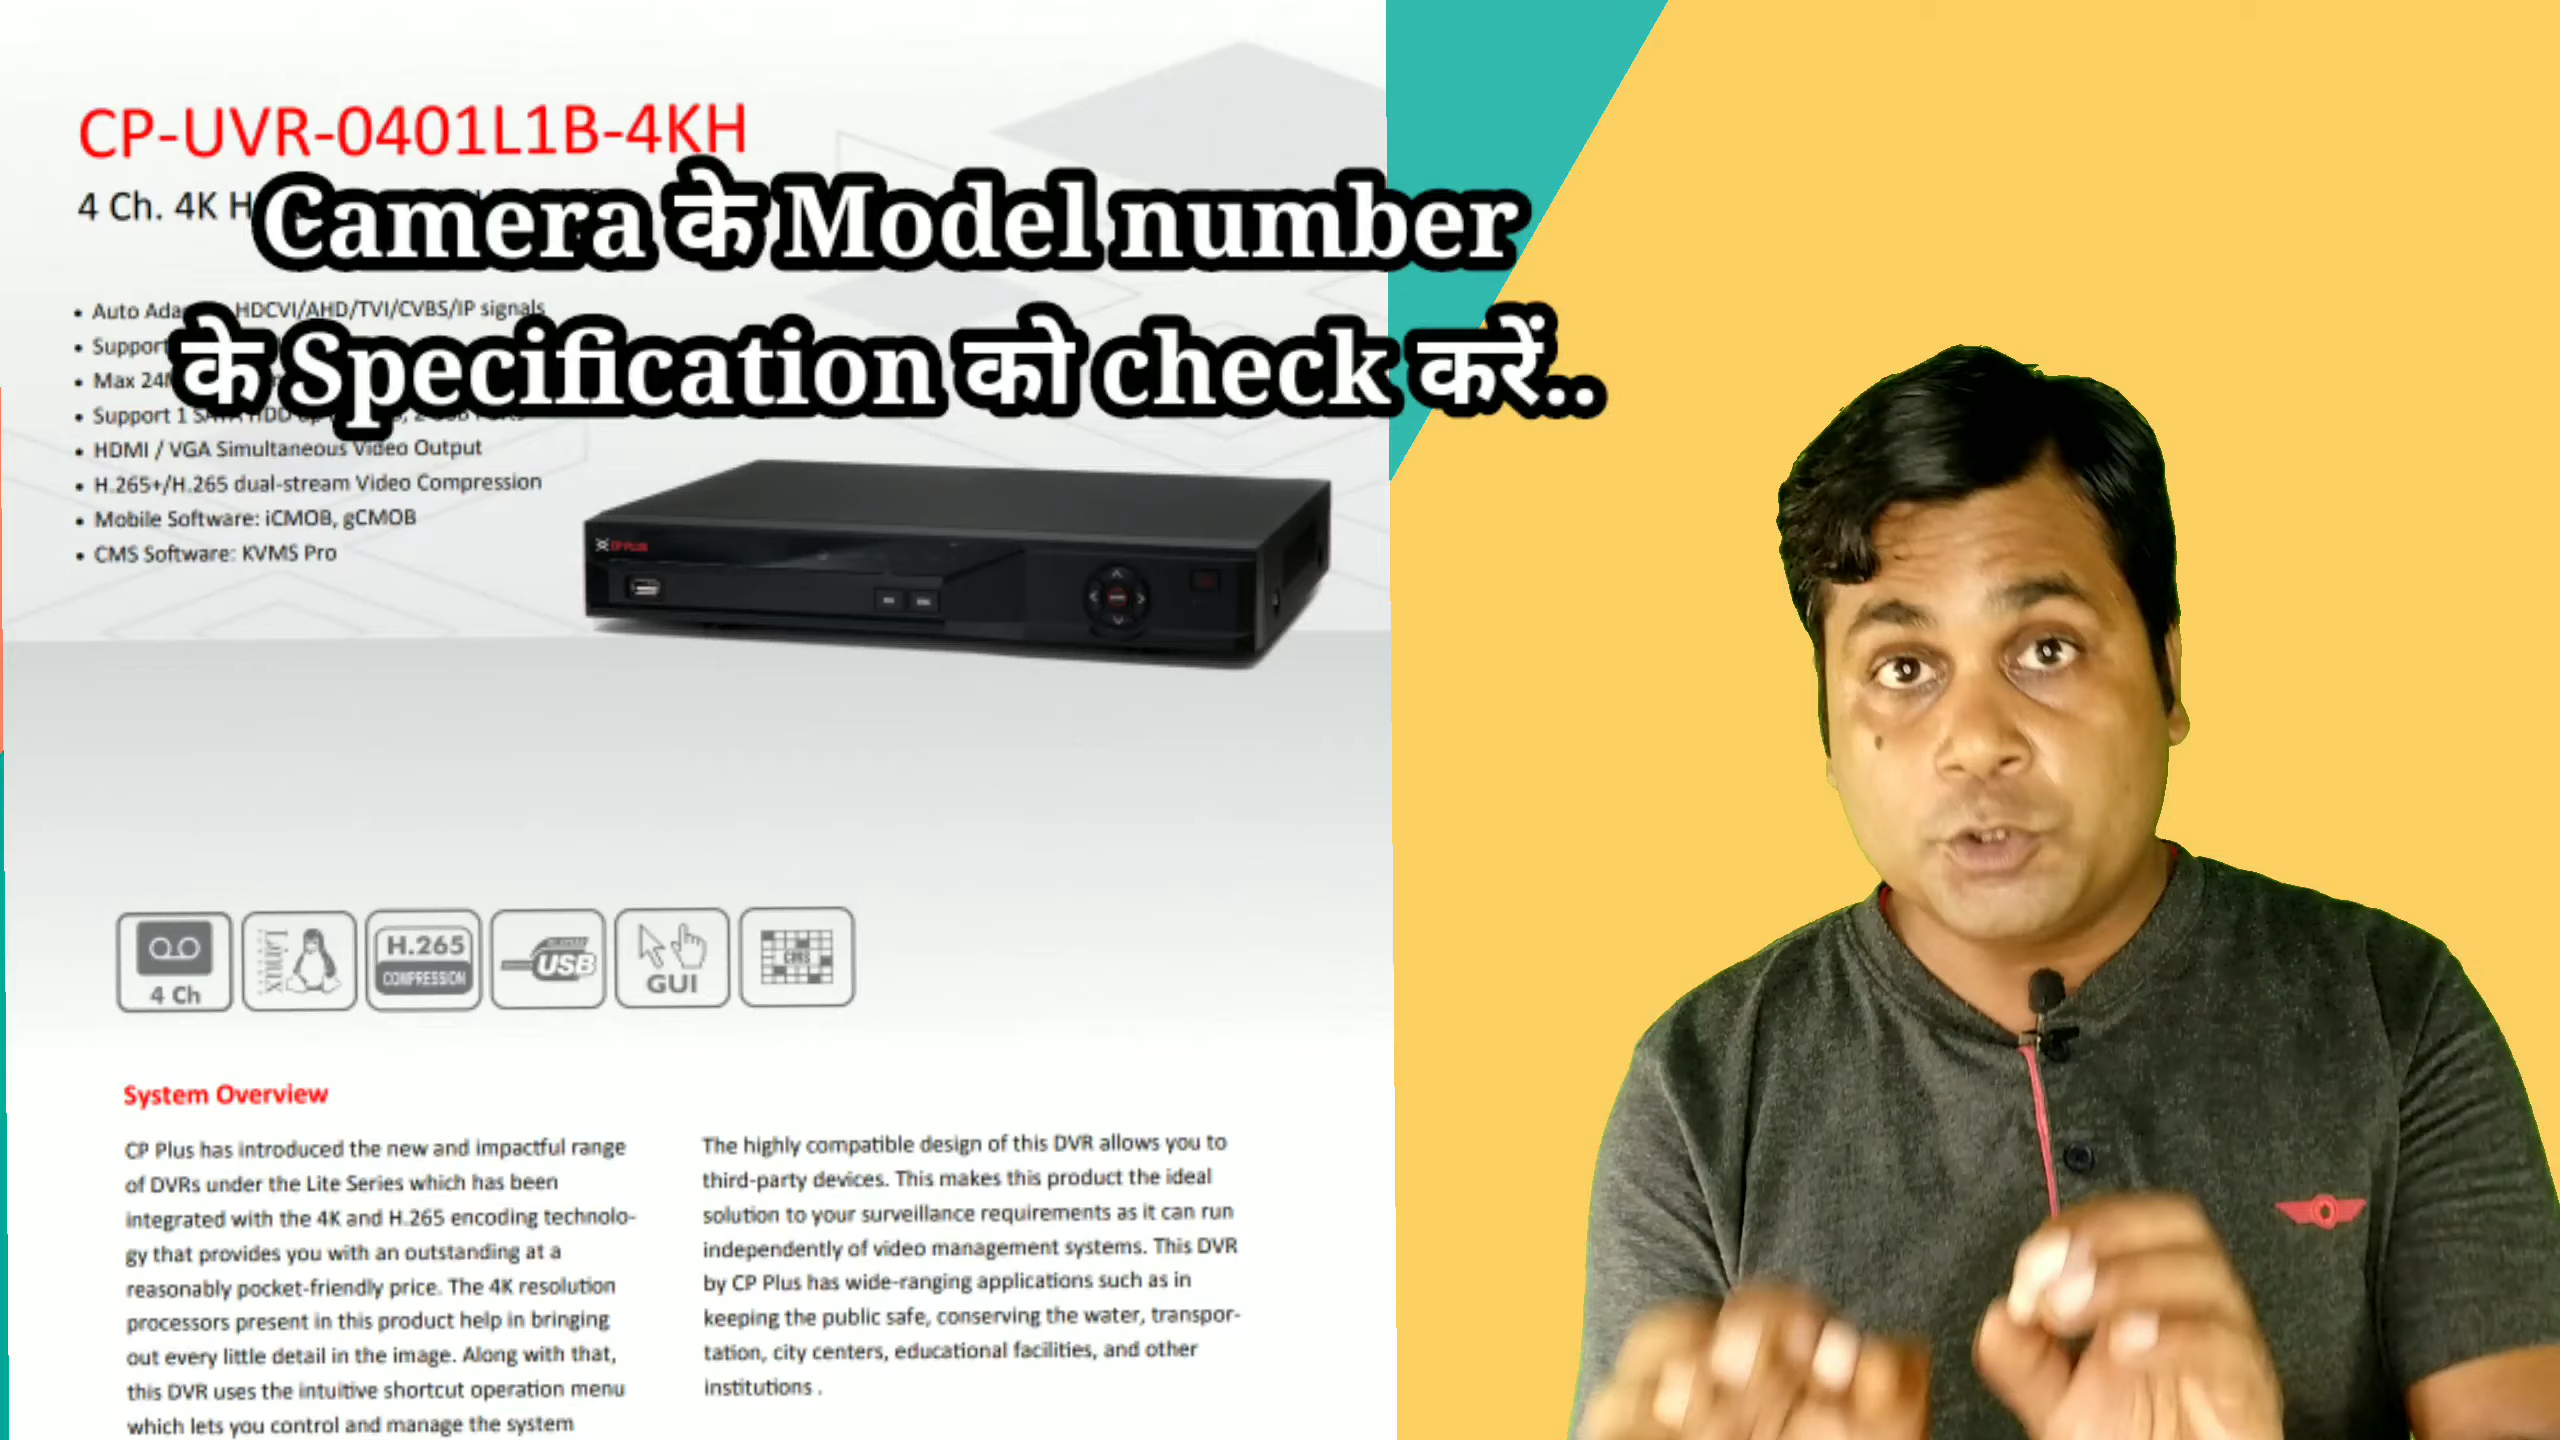 CP-UVR-0401L1B-4KH
4 Ch. 4K
Camera के Model number
के Specification को check करें..
• Auto HDCVI/AHD/TVI/CVBS/IP signals
• Support
• Max
• Support 1
• HDMI / VGA Simultaneous Video Output
• H.265+/H.265 dual-stream Video Compression
• Mobile Software: iCMOB, gCMOB
• CMS Software: KVMS Pro
CP PLUS
4 Ch
Linux
H.265
COMPRESSION
USB
GUI
CMS
System Overview
CP Plus has introduced the new and impactful range
of DVRs under the Lite Series which has been
integrated with the 4K and H.265 encoding technolo-
gy that provides you with an outstanding at a
reasonably pocket-friendly price. The 4K resolution
processors present in this product help in bringing
out every little detail in the image. Along with that,
this DVR uses the intuitive shortcut operation menu
which lets you control and manage the system
The highly compatible design of this DVR allows you to
third-party devices. This makes this product the ideal
solution to your surveillance requirements as it can run
independently of video management systems. This DVR
by CP Plus has wide-ranging applications such as in
keeping the public safe, conserving the water, transpor-
tation, city centers, educational facilities, and other
institutions .